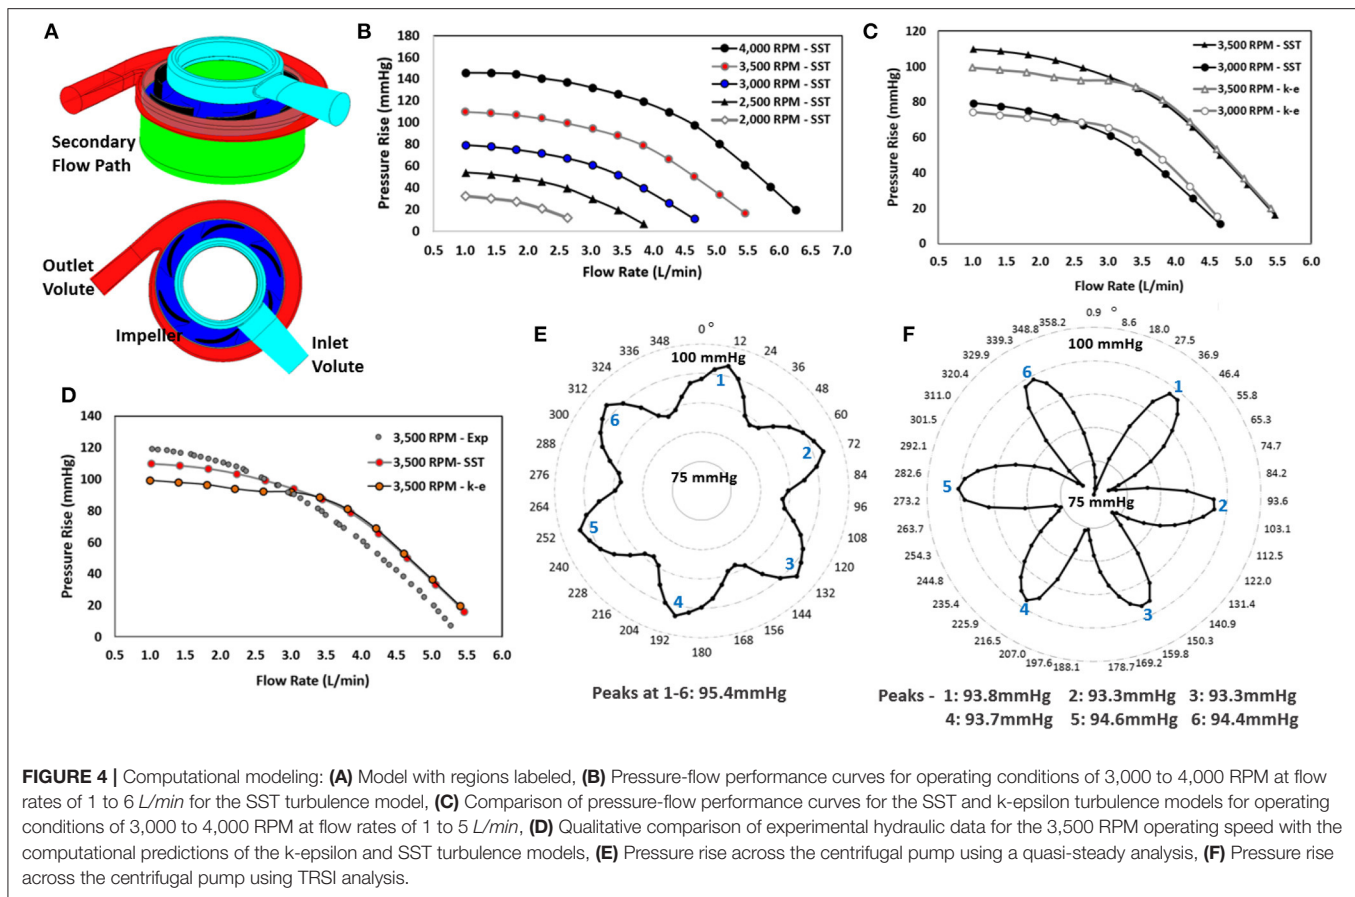 A
Secondary
Flow Path
Outlet
Volute
Impeller
Inlet
Volute
B
Pressure Rise (mmHg)
180
160
140
120
100
80
60
40
20
0
0.5 1.0 1.5 2.0 2.5 3.0 3.5 4.0 4.5 5.0 5.5 6.0 6.5 7.0
Flow Rate (L/min)
4,000 RPM - SST
3,500 RPM - SST
3,000 RPM - SST
2,500 RPM - SST
2,000 RPM - SST
C
Pressure Rise (mmHg)
120
100
80
60
40
20
0
0.5 1.0 1.5 2.0 2.5 3.0 3.5 4.0 4.5 5.0 5.5 6.0
Flow Rate (L/min)
3,500 RPM - SST
3,000 RPM - SST
3,500 RPM - k-e
3,000 RPM - k-e
D
Pressure Rise (mmHg)
140
120
100
80
60
40
20
0
0.5 1.0 1.5 2.0 2.5 3.0 3.5 4.0 4.5 5.0 5.5 6.0
Flow Rate (L/min)
3,500 RPM - Exp
3,500 RPM- SST
3,500 RPM - k-e
E
0 °
12
24
36
48
60
72
84
96
108
120
132
144
156
168
180
192
204
216
228
240
252
264
276
288
300
312
324
336
348
100 mmHg
75 mmHg
1
2
3
4
5
6
Peaks at 1-6: 95.4mmHg
F
0.9 °
8.6
18.0
27.5
36.9
46.4
55.8
65.3
74.7
84.2
93.6
103.1
112.5
122.0
131.4
140.9
150.3
159.8
169.2
178.7
188.1
197.6
207.0
216.5
225.9
235.4
244.8
254.3
263.7
273.2
282.6
292.1
301.5
311.0
320.4
329.9
339.3
348.8
358.2
100 mmHg
75 mmHg
1
2
3
4
5
6
Peaks - 1: 93.8mmHg 2: 93.3mmHg 3: 93.3mmHg
4: 93.7mmHg 5: 94.6mmHg 6: 94.4mmHg
FIGURE 4 | Computational modeling: (A) Model with regions labeled, (B) Pressure-flow performance curves for operating conditions of 3,000 to 4,000 RPM at flow
rates of 1 to 6 L/min for the SST turbulence model, (C) Comparison of pressure-flow performance curves for the SST and k-epsilon turbulence models for operating
conditions of 3,000 to 4,000 RPM at flow rates of 1 to 5 L/min, (D) Qualitative comparison of experimental hydraulic data for the 3,500 RPM operating speed with the
computational predictions of the k-epsilon and SST turbulence models, (E) Pressure rise across the centrifugal pump using a quasi-steady analysis, (F) Pressure rise
across the centrifugal pump using TRSI analysis.